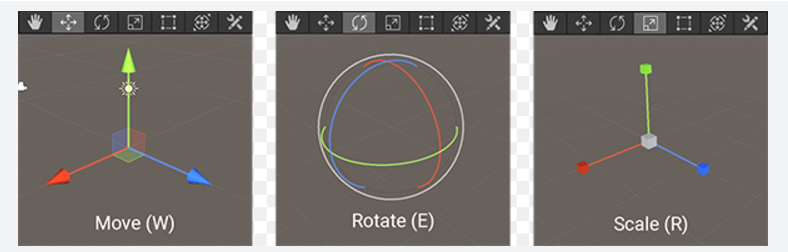 Move (W)
Rotate (E)
Scale (R)